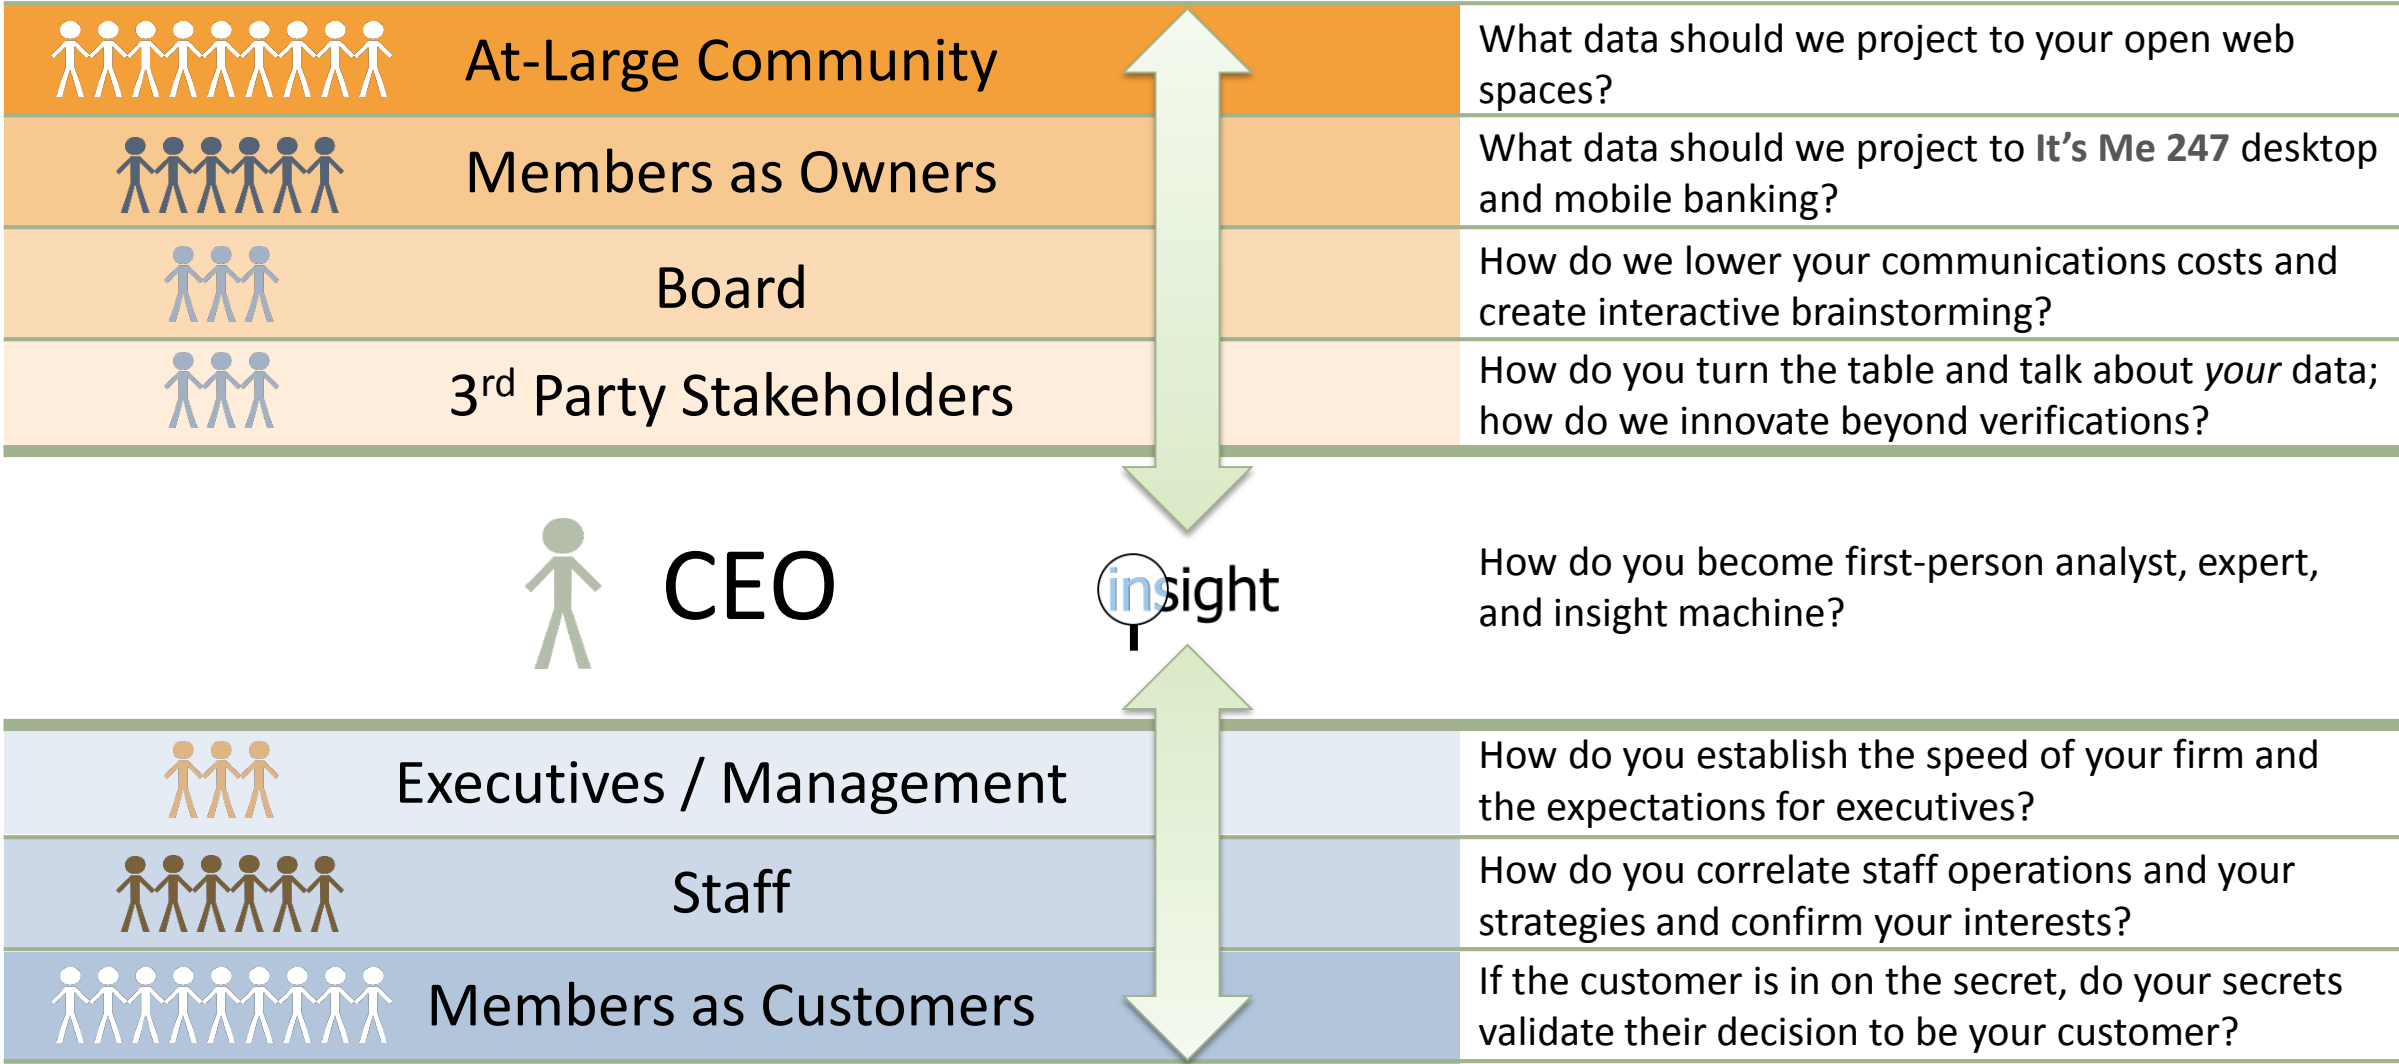 At-Large Community
What data should we project to your open web
spaces?
Members as Owners
What data should we project to It’s Me 247 desktop
and mobile banking?
Board
How do we lower your communications costs and
create interactive brainstorming?
3rd Party Stakeholders
How do you turn the table and talk about your data;
how do we innovate beyond verifications?
CEO
insight
How do you become first-person analyst, expert,
and insight machine?
Executives / Management
How do you establish the speed of your firm and
the expectations for executives?
Staff
How do you correlate staff operations and your
strategies and confirm your interests?
Members as Customers
If the customer is in on the secret, do your secrets
validate their decision to be your customer?